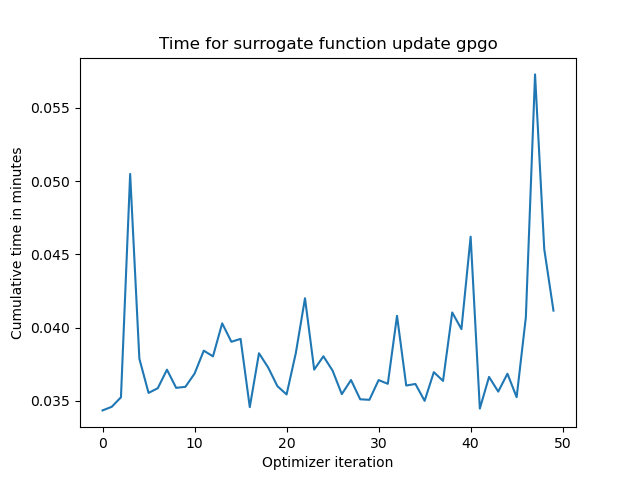 Time for surrogate function update gpgo
Cumulative time in minutes
0.055
0.050
0.045
0.040
0.035
0 10 20 30 40 50
Optimizer iteration